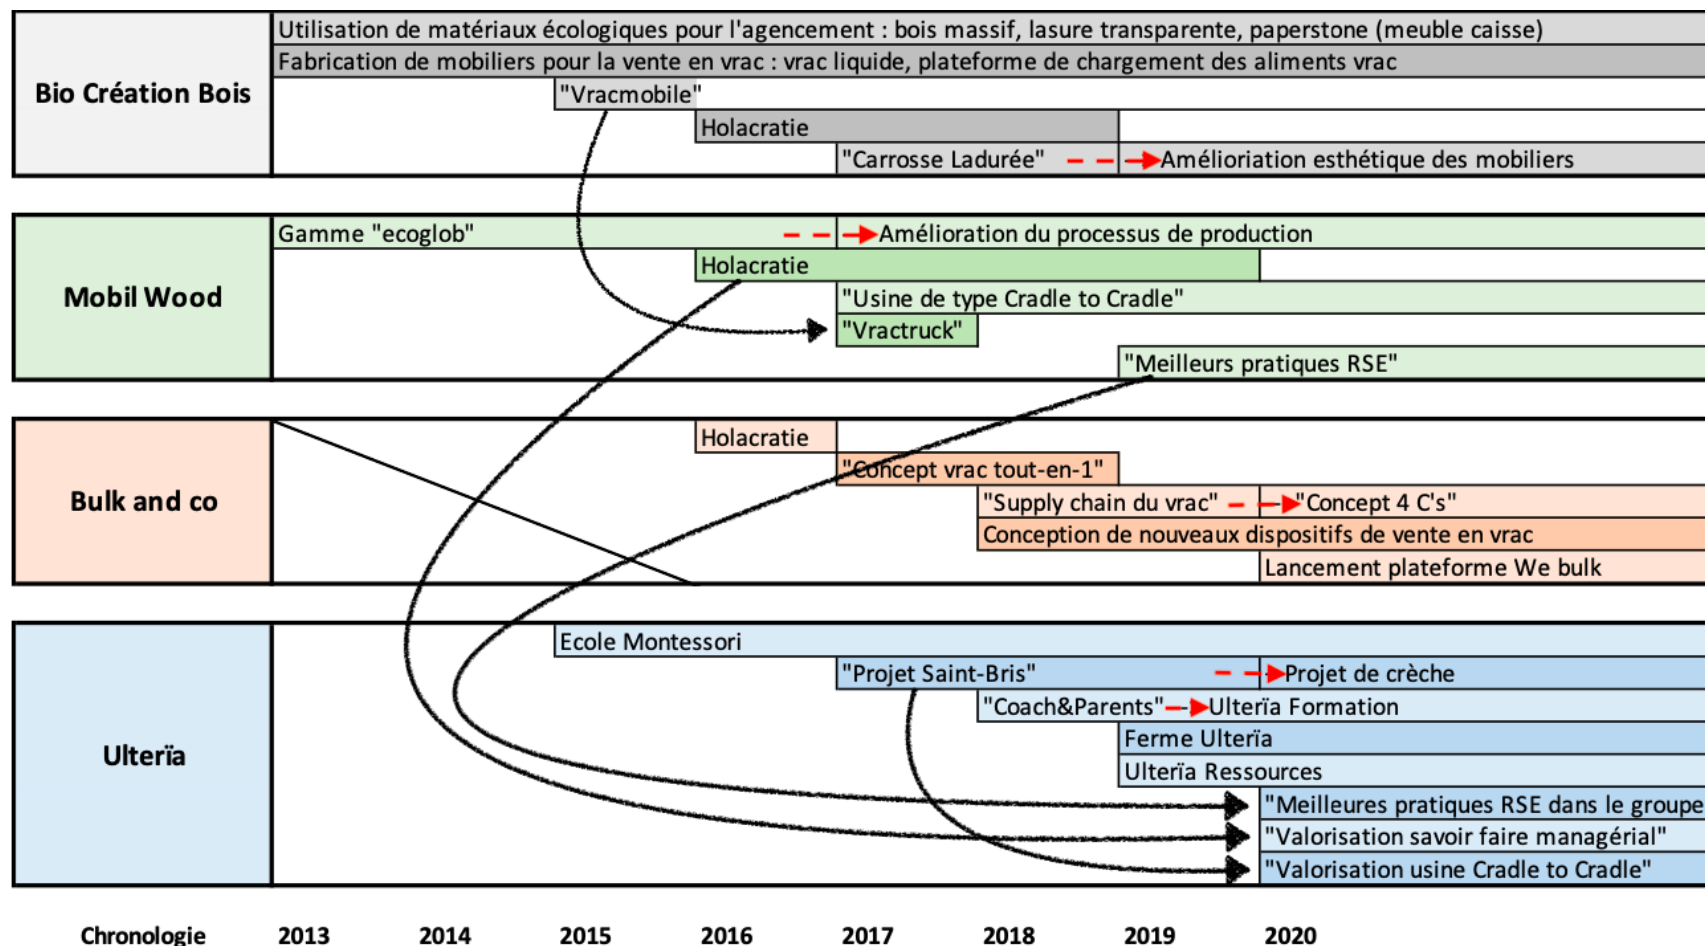 Utilisation de matériaux écologiques pour l'agencement : bois massif, lasure transparente, paperstone (meuble caisse)
Fabrication de mobiliers pour la vente en vrac : vrac liquide, plateforme de chargement des aliments vrac
Bio Création Bois
"Vracmobile"
Holacratie
"Carrosse Ladurée" Amélioriation esthétique des mobiliers
Gamme "ecoglob" Amélioration du processus de production
Holacratie
Mobil Wood
"Usine de type Cradle to Cradle"
"Vractruck"
"Meilleurs pratiques RSE"
Holacratie
"Concept vrac tout-en-1"
Bulk and co
"Supply chain du vrac" "Concept 4 C's"
Conception de nouveaux dispositifs de vente en vrac
Lancement plateforme We bulk
Ecole Montessori
"Projet Saint-Bris" Projet de crèche
"Coach&Parents" Ulterïa Formation
Ferme Ulterïa
Ulterïa
Ulterïa Ressources
"Meilleures pratiques RSE dans le groupe
"Valorisation savoir faire managérial"
"Valorisation usine Cradle to Cradle"
Chronologie 2013 2014 2015 2016 2017 2018 2019 2020